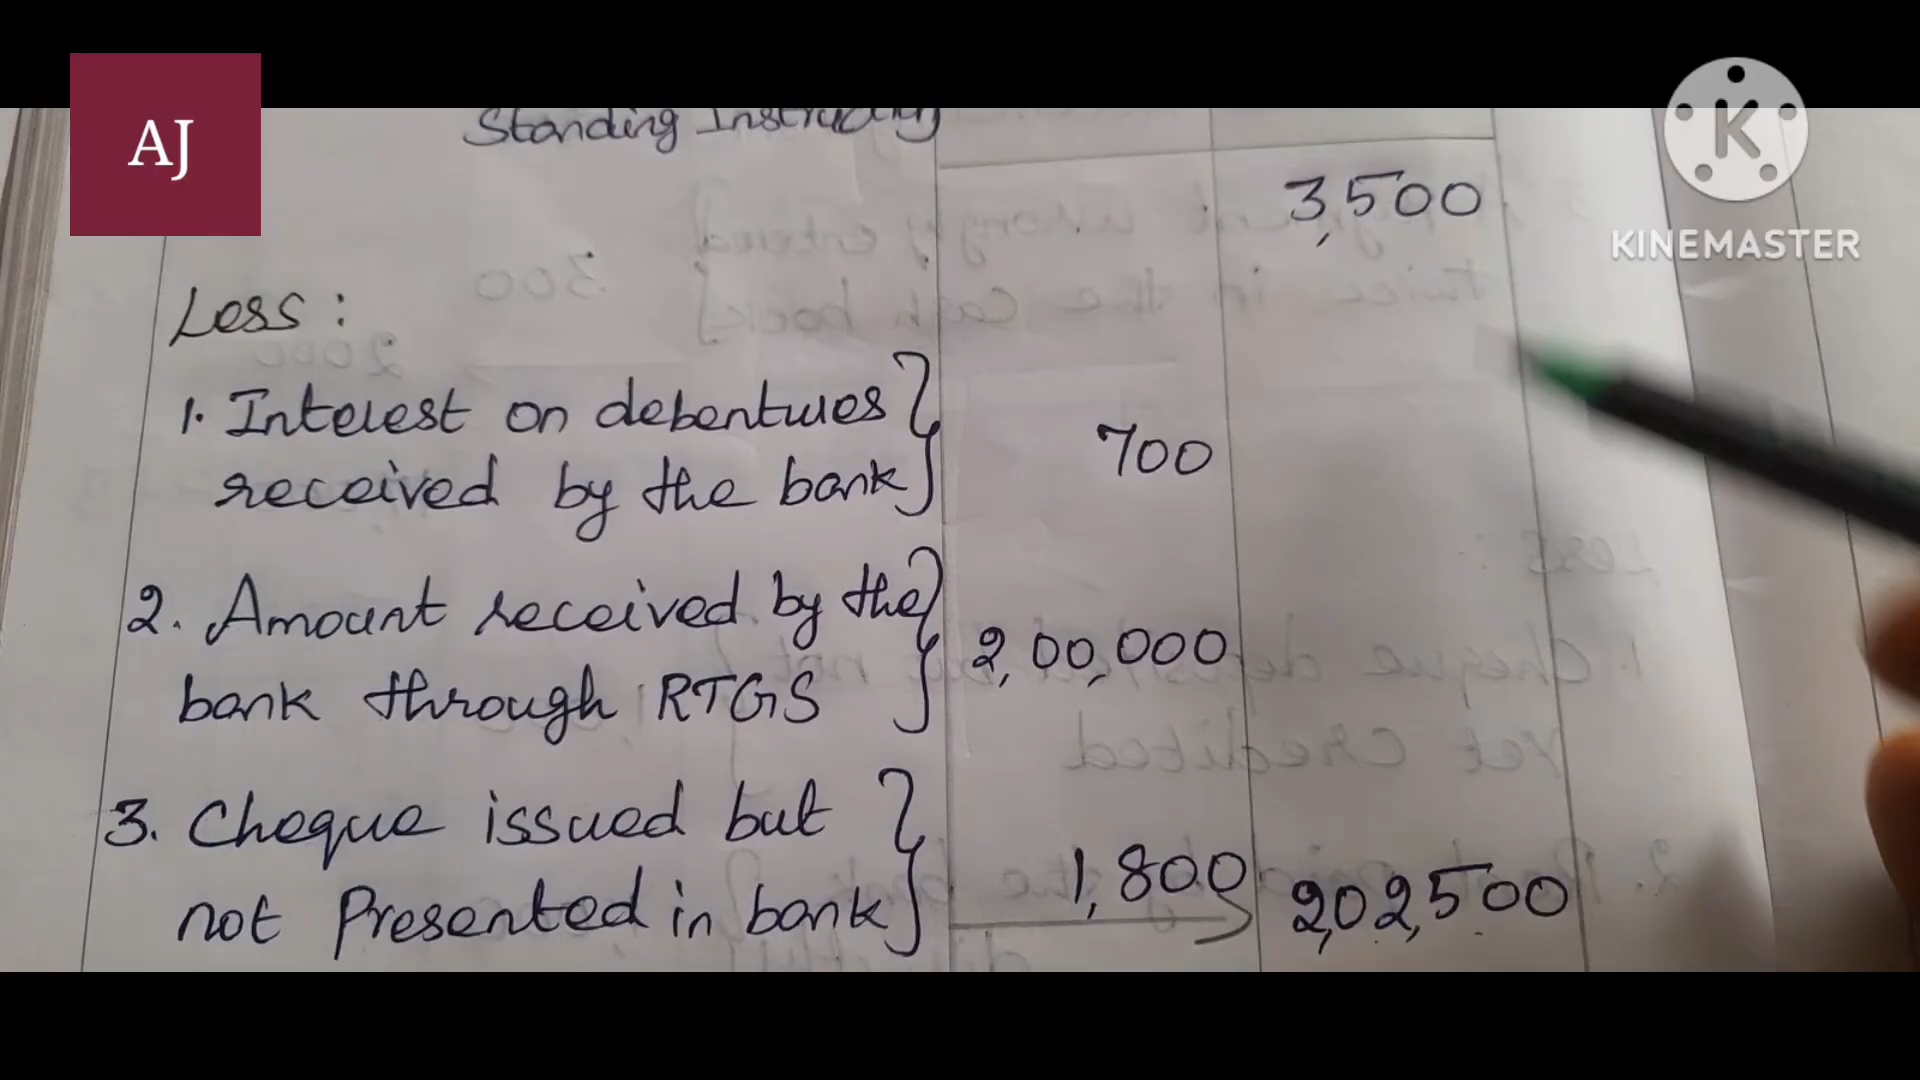 AJ
KINEMASTER
Standing Instruction
3,500
Less:
1. Interest on debentures
received by the bank
700
2. Amount received by the
bank through RTGS
2,00,000
3. Cheque issued but
not Presented in bank
1,800
2,02,500